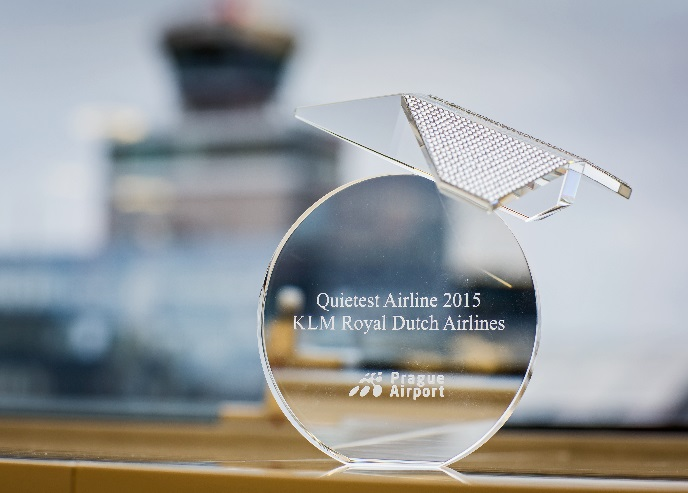 Quietest Airline 2015
KLM Royal Dutch Airlines
Prague
Airport